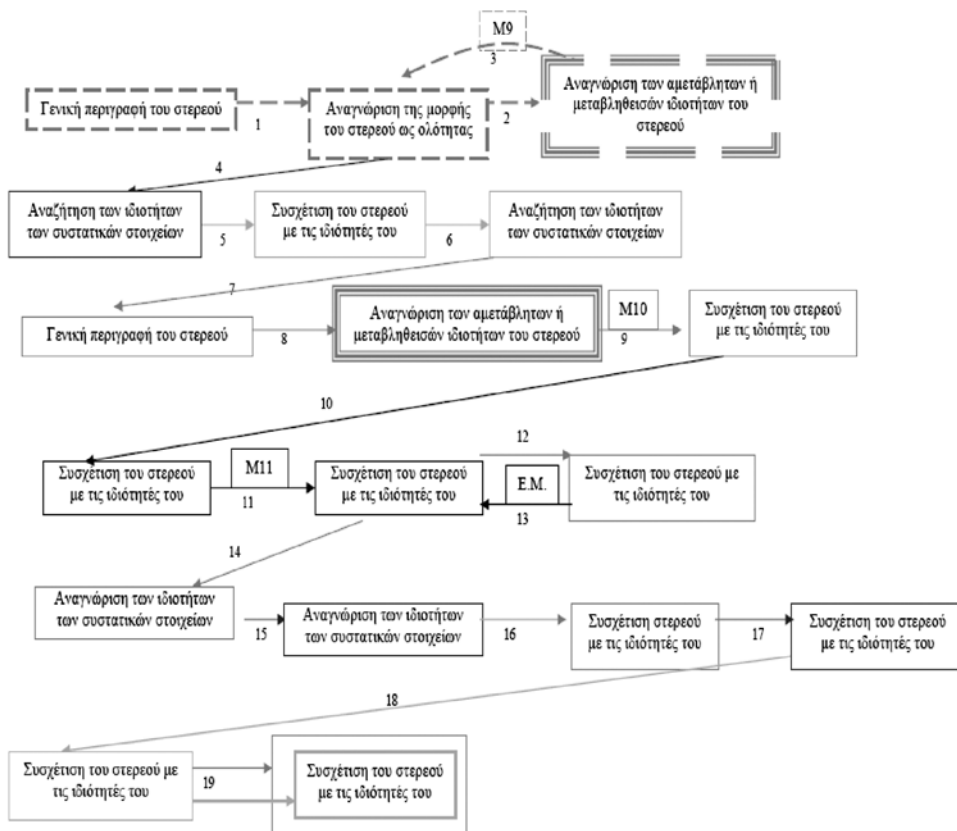 M9
3
Γενική περιγραφή του στερεού
1
Αναγνώριση της μορφής
του στερεού ως ολότητας
2
Αναγνώριση των αμετάβλητων ή
μεταβληθεισών ιδιοτήτων του
στερεού
4
Αναζήτηση των ιδιοτήτων
των συστατικών στοιχείων
5
Συσχέτιση του στερεού
με τις ιδιότητές του
6
Αναζήτηση των ιδιοτήτων
των συστατικών στοιχείων
7
Γενική περιγραφή του στερεού
8
Αναγνώριση των αμετάβλητων ή
μεταβληθεισών ιδιοτήτων του στερεού
M10
9
Συσχέτιση του στερεού
με τις ιδιότητές του
10
Συσχέτιση του στερεού
με τις ιδιότητές του
M11
11
Συσχέτιση του στερεού
με τις ιδιότητές του
12
Ε.Μ.
13
Συσχέτιση του στερεού με
τις ιδιότητές του
14
Αναγνώριση των ιδιοτήτων
των συστατικών στοιχείων
15
Αναγνώριση των ιδιοτήτων
των συστατικών στοιχείων
16
Συσχέτιση στερεού
με τις ιδιότητές του
17
Συσχέτιση του στερεού
με τις ιδιότητές του
18
Συσχέτιση του στερεού με
τις ιδιότητές του
19
Συσχέτιση του στερεού
με τις ιδιότητές του